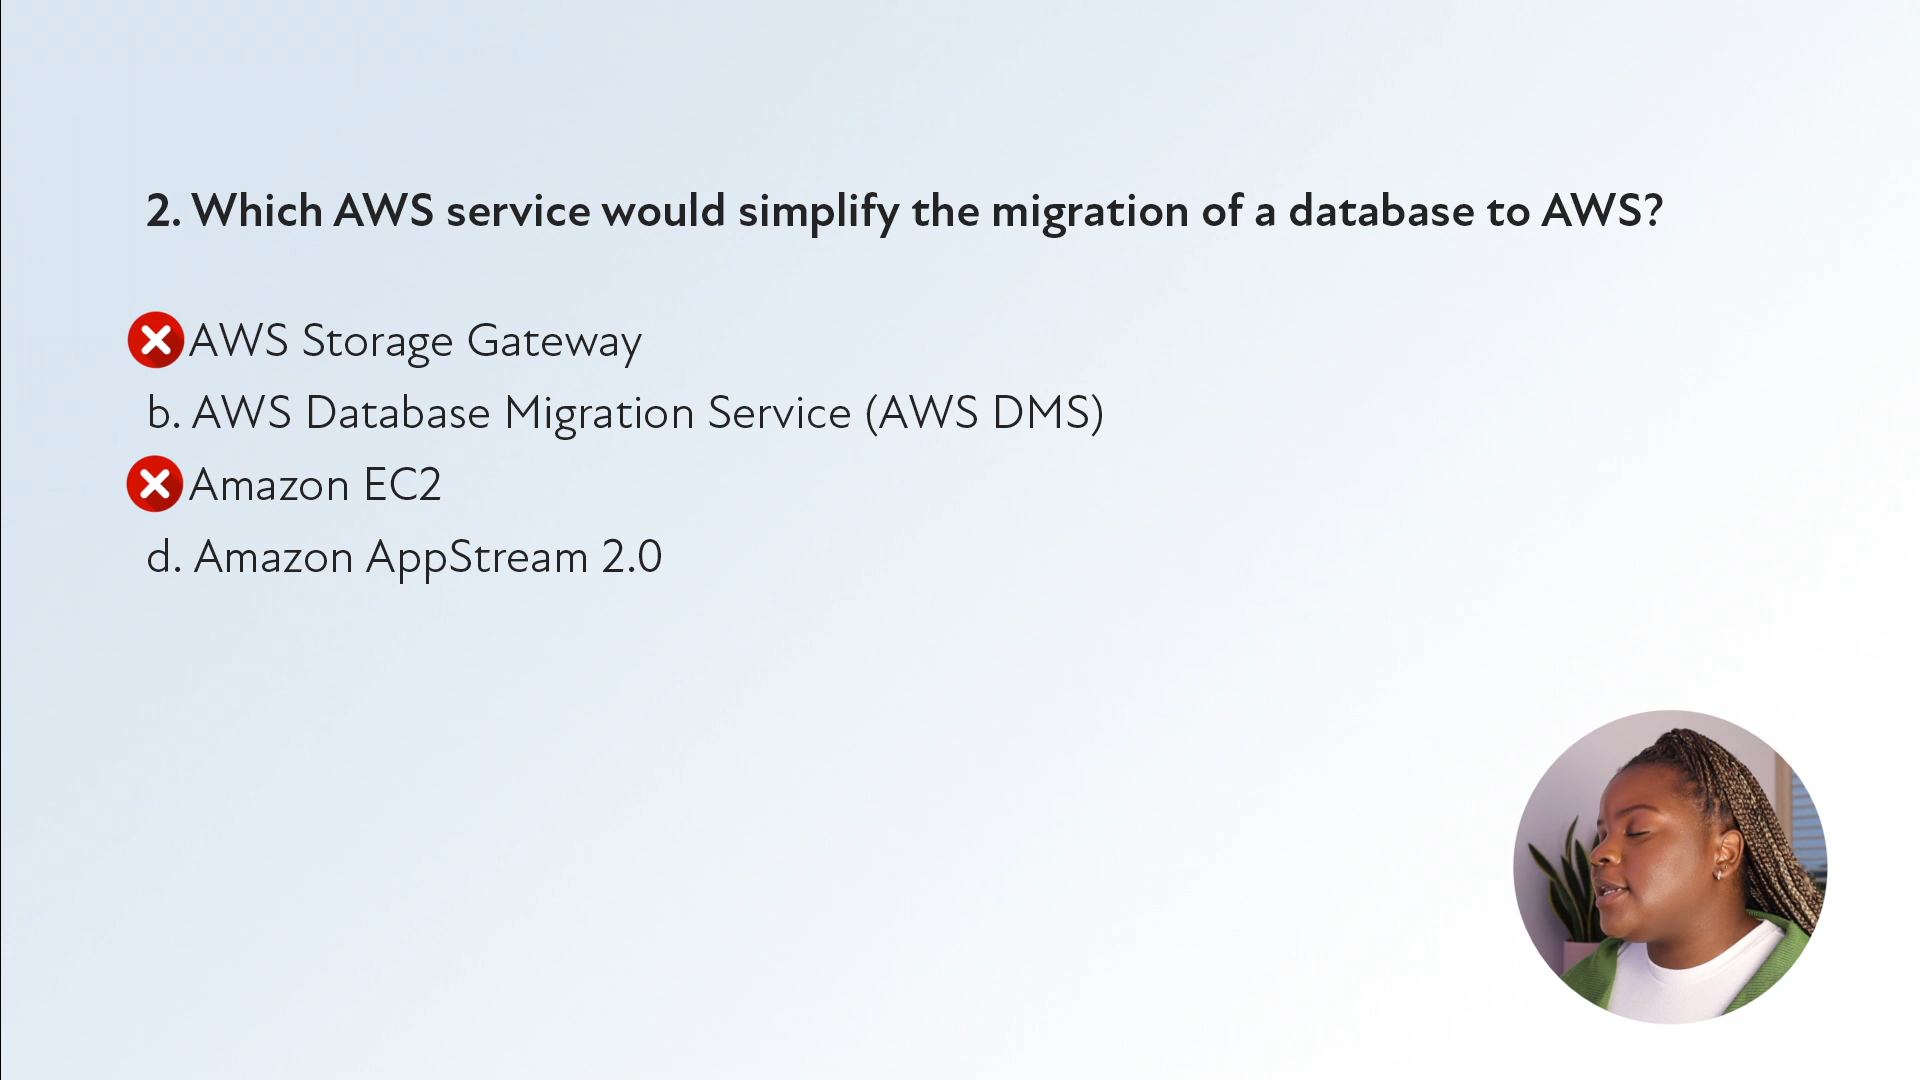 2. Which AWS service would simplify the migration of a database to AWS?
AWS Storage Gateway
b. AWS Database Migration Service (AWS DMS)
Amazon EC2
d. Amazon AppStream 2.0